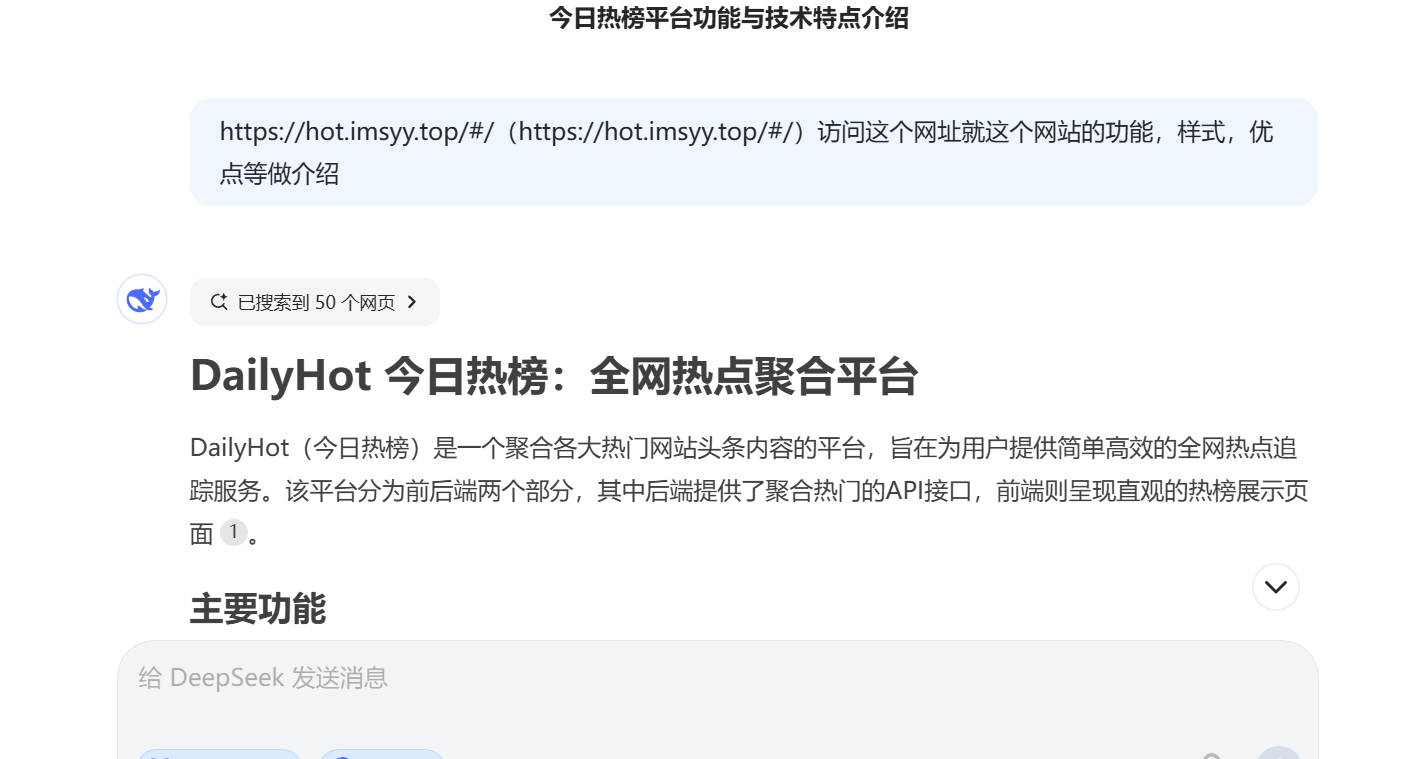 今日热榜平台功能与技术特点介绍
https://hot.imsyy.top/#/（https://hot.imsyy.top/#/）访问这个网址就这个网站的功能，样式，优
点等做介绍
已搜索到 50 个网页
DailyHot 今日热榜：全网热点聚合平台
DailyHot（今日热榜）是一个聚合各大热门网站头条内容的平台，旨在为用户提供简单高效的全网热点追
踪服务。该平台分为前后端两个部分，其中后端提供了聚合热门的API接口，前端则呈现直观的热榜展示页
面 1 。
主要功能
给 DeepSeek 发送消息